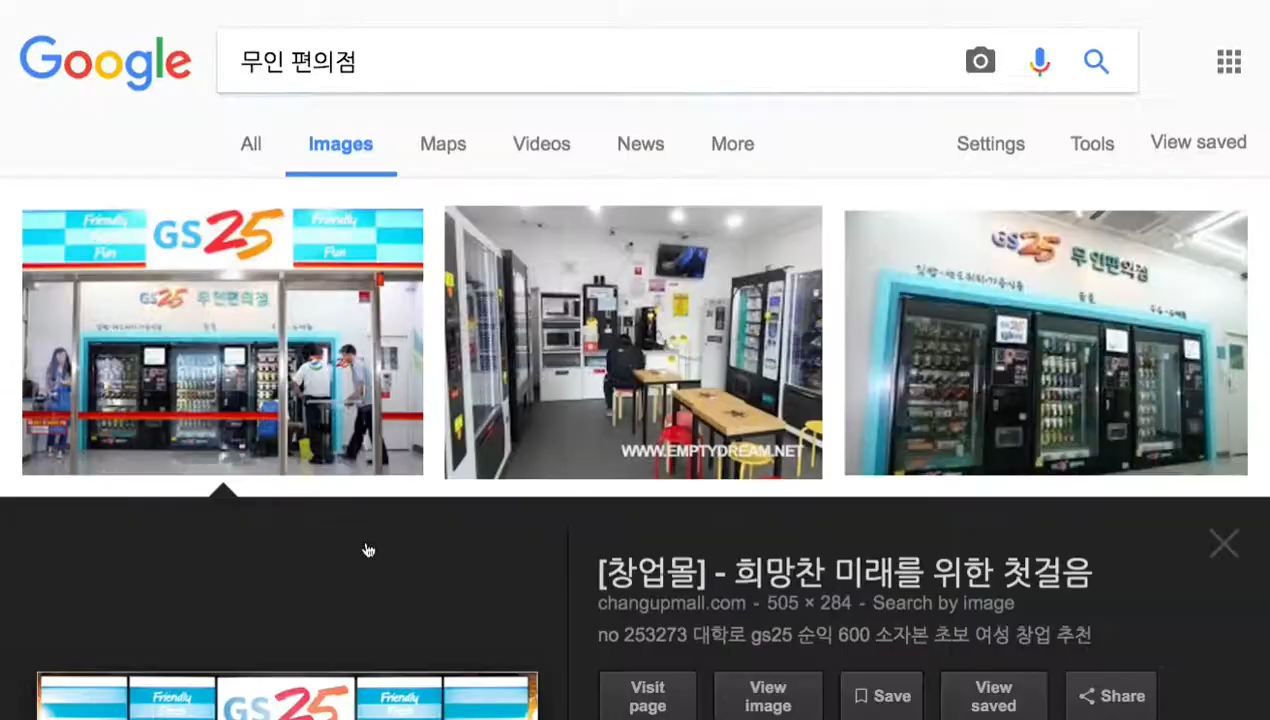 Google
무인 편의점
All Images Maps Videos News More Settings Tools View saved
Friendly Fun GS25 Friendly Fun
GS25 무인편의점
WWW.EMPTYDREAM.NET
GS25 무인편의점
[창업몰] - 희망찬 미래를 위한 첫걸음
changupmall.com - 505 × 284 - Search by image
no 253273 대학로 gs25 순익 600 소자본 초보 여성 창업 추천
Visit page View image Save View saved Share
Friendly GS25 Friendly